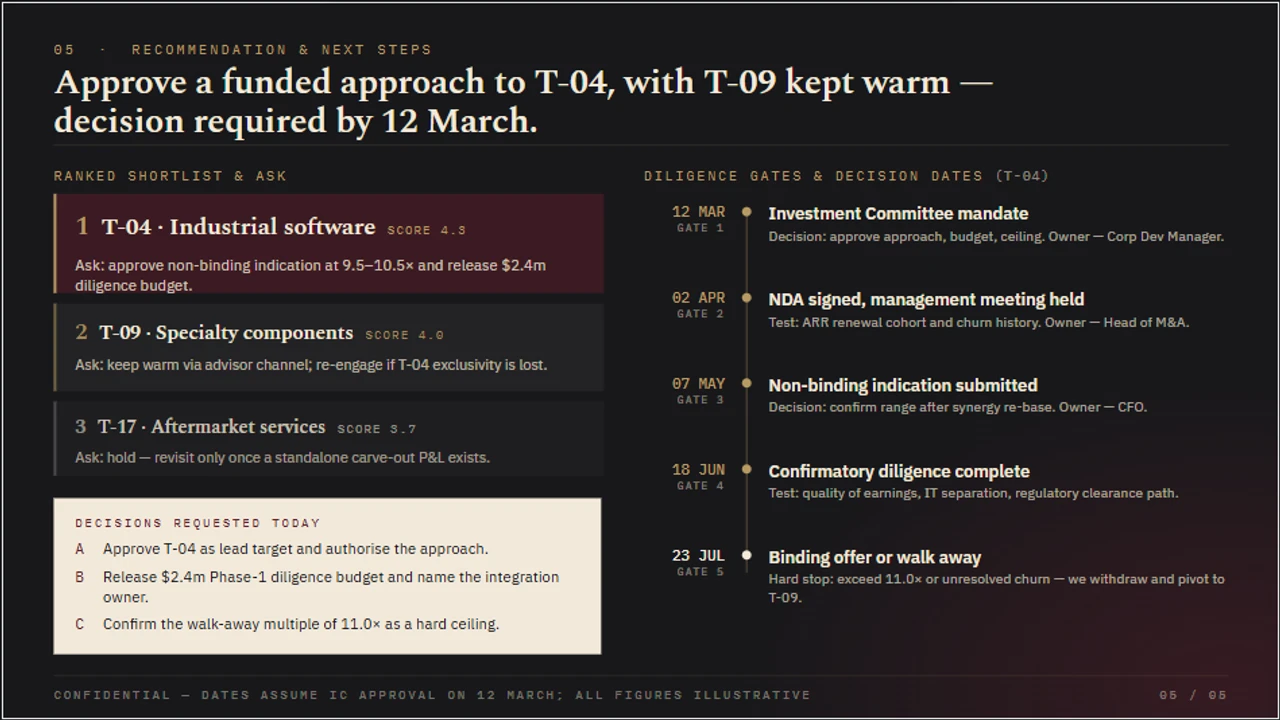 05 · RECOMMENDATION & NEXT STEPS
Approve a funded approach to T-04, with T-09 kept warm —
decision required by 12 March.
RANKED SHORTLIST & ASK
1 T-04 · Industrial software SCORE 4.3
Ask: approve non-binding indication at 9.5–10.5× and release $2.4m
diligence budget.
2 T-09 · Specialty components SCORE 4.0
Ask: keep warm via advisor channel; re-engage if T-04 exclusivity is lost.
3 T-17 · Aftermarket services SCORE 3.7
Ask: hold — revisit only once a standalone carve-out P&L exists.
DECISIONS REQUESTED TODAY
A Approve T-04 as lead target and authorise the approach.
B Release $2.4m Phase-1 diligence budget and name the integration
owner.
C Confirm the walk-away multiple of 11.0× as a hard ceiling.
DILIGENCE GATES & DECISION DATES (T-04)
12 MAR Investment Committee mandate
GATE 1 Decision: approve approach, budget, ceiling. Owner — Corp Dev Manager.
02 APR NDA signed, management meeting held
GATE 2 Test: ARR renewal cohort and churn history. Owner — Head of M&A.
07 MAY Non-binding indication submitted
GATE 3 Decision: confirm range after synergy re-base. Owner — CFO.
18 JUN Confirmatory diligence complete
GATE 4 Test: quality of earnings, IT separation, regulatory clearance path.
23 JUL Binding offer or walk away
GATE 5 Hard stop: exceed 11.0× or unresolved churn — we withdraw and pivot to
T-09.
CONFIDENTIAL — DATES ASSUME IC APPROVAL ON 12 MARCH; ALL FIGURES ILLUSTRATIVE
05 / 05